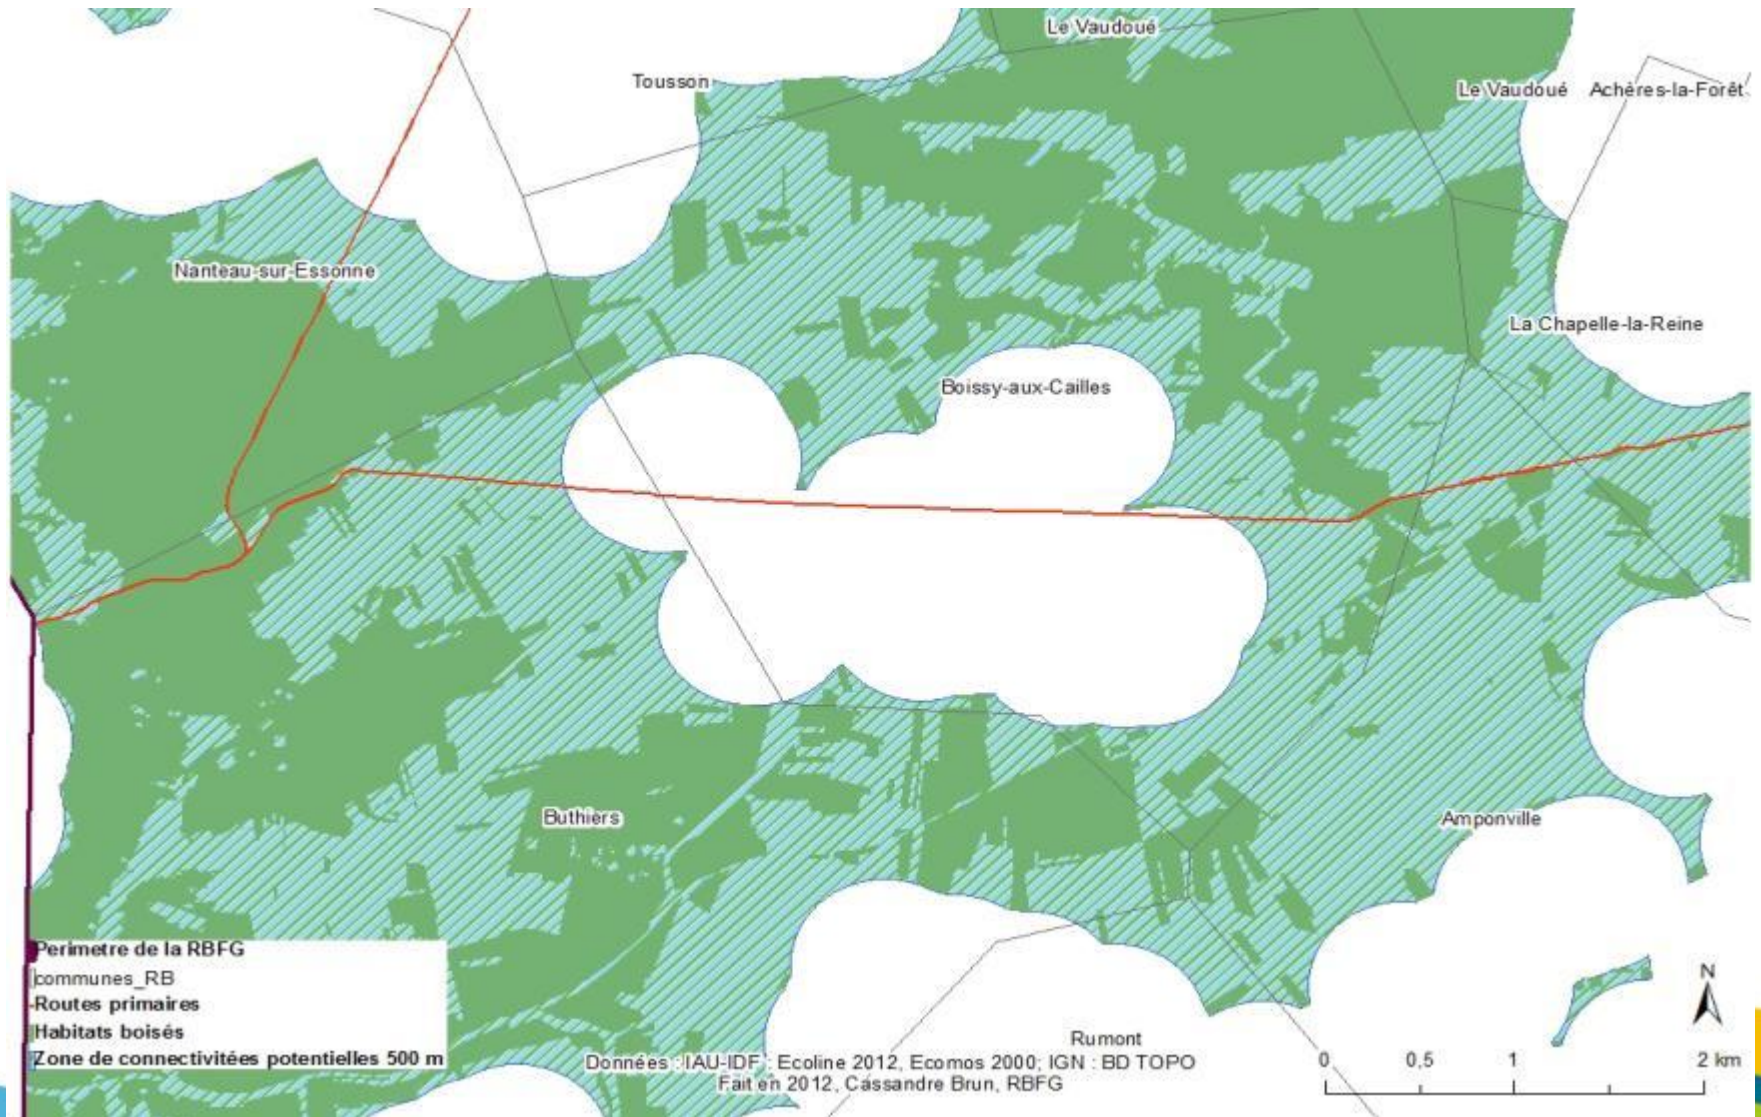 Le Vaudoué
Tousson
Le Vaudoué
Achères-la-Forêt
Nanteau-sur-Essonne
La Chapelle-la-Reine
Boissy-aux-Cailles
Buthiers
Amponville
Perimetre de la RBFG
communes_RB
Routes primaires
Habitats boisés
Zone de connectivitées potentielles 500 m
Rumont
Données : IAU-IDF : Ecoline 2012, Ecomos 2000; IGN : BD TOPO
Fait en 2012, Cassandre Brun, RBFG
N
0 0,5 1 2 km